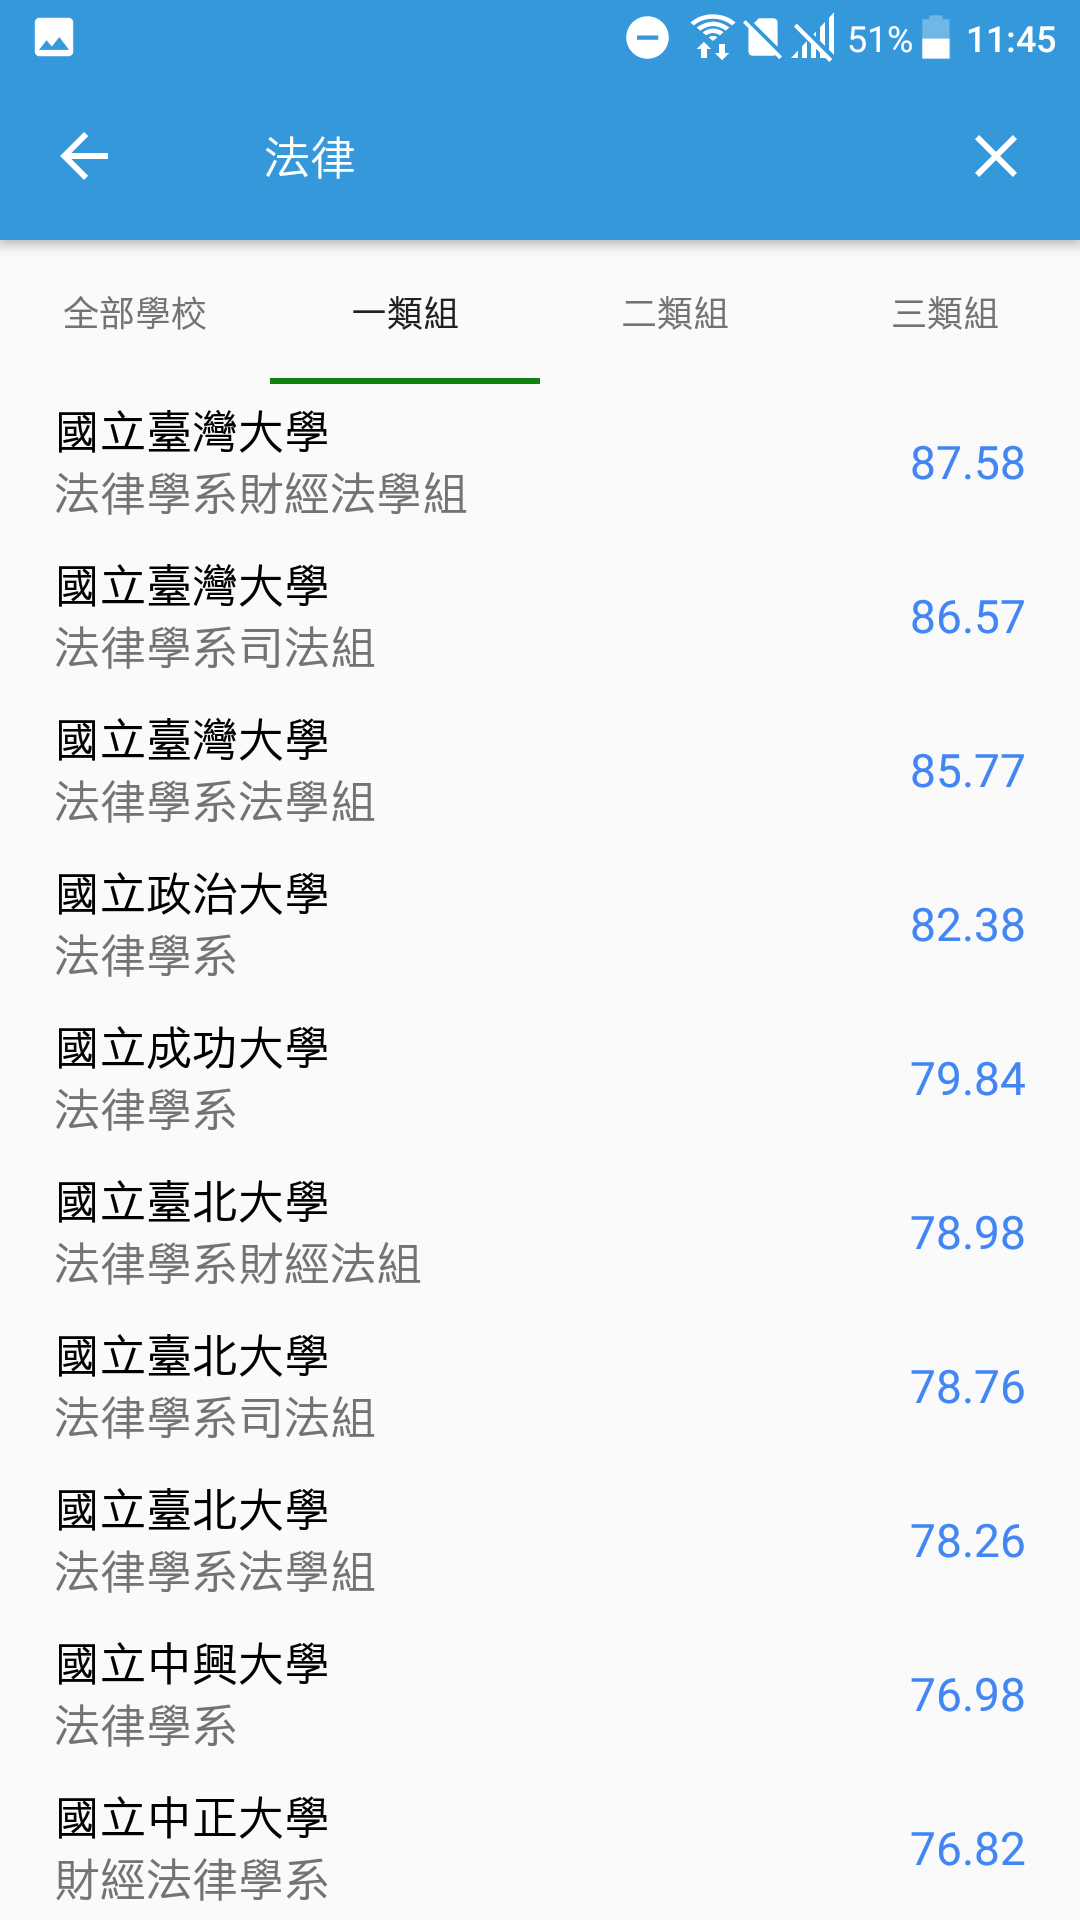 51% 11:45
法律
全部學校 一類組 二類組 三類組
國立臺灣大學
法律學系財經法學組
87.58
國立臺灣大學
法律學系司法組
86.57
國立臺灣大學
法律學系法學組
85.77
國立政治大學
法律學系
82.38
國立成功大學
法律學系
79.84
國立臺北大學
法律學系財經法組
78.98
國立臺北大學
法律學系司法組
78.76
國立臺北大學
法律學系法學組
78.26
國立中興大學
法律學系
76.98
國立中正大學
財經法律學系
76.82